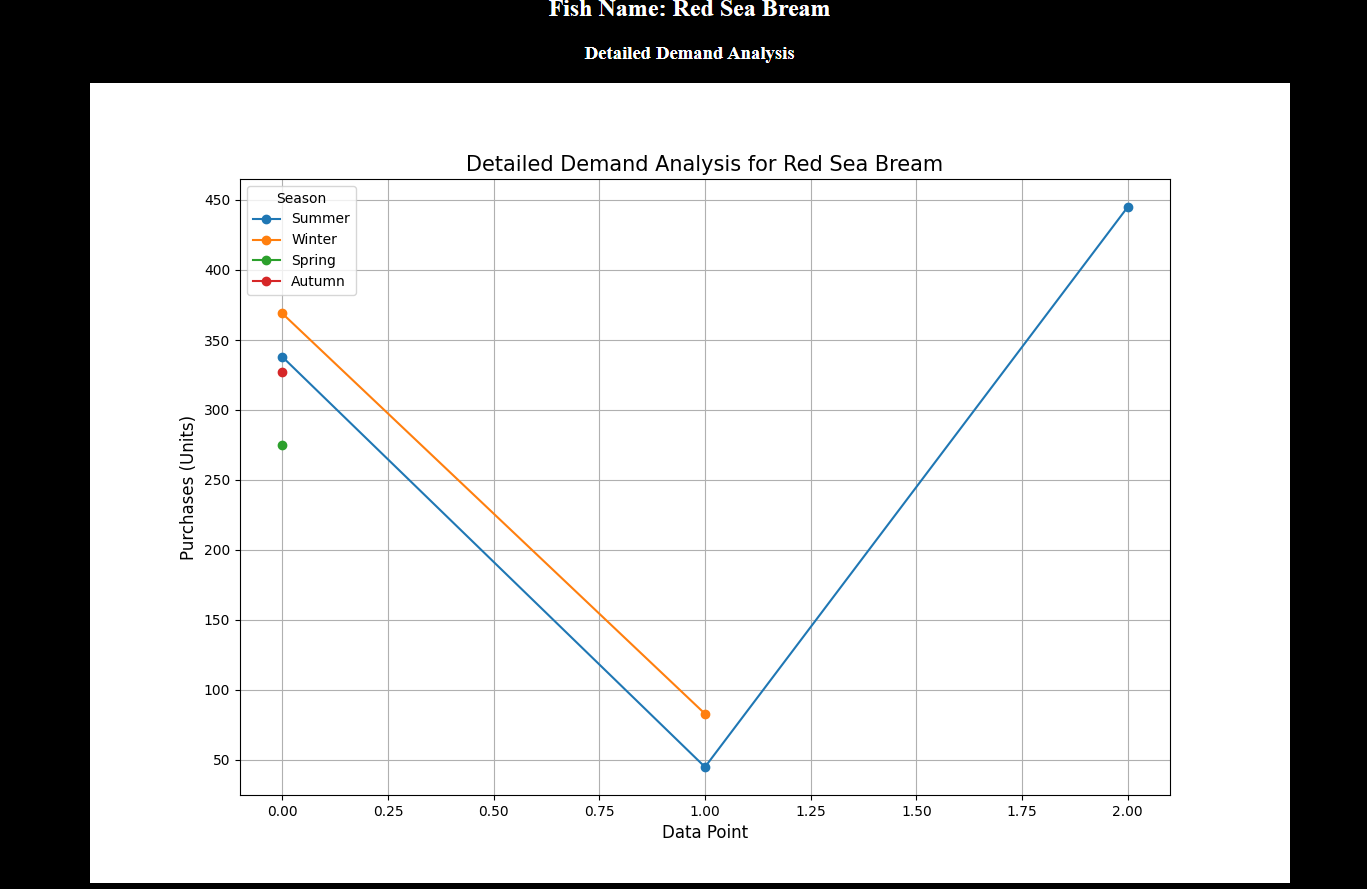 Fish Name: Red Sea Bream
Detailed Demand Analysis
Detailed Demand Analysis for Red Sea Bream
Season
Summer
Winter
Spring
Autumn
450
400
350
300
250
200
150
100
50
Purchases (Units)
0.00 0.25 0.50 0.75 1.00 1.25 1.50 1.75 2.00
Data Point